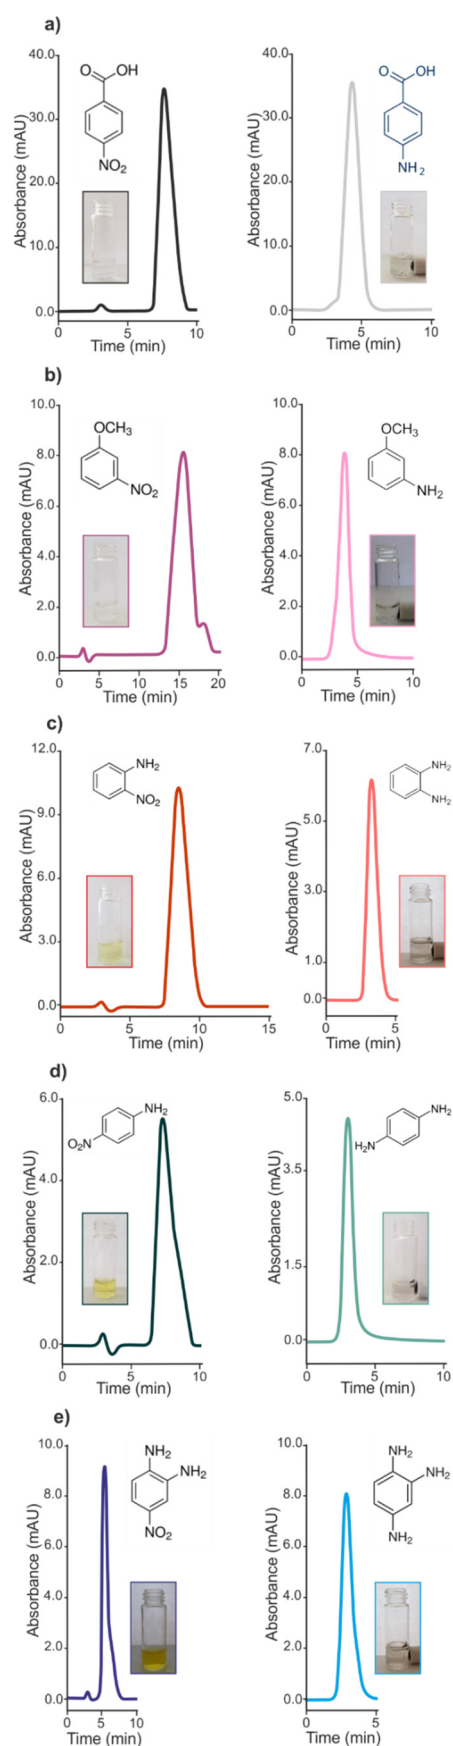 a)
40.0
30.0
20.0
10.0
0.0
Absorbance (mAU)
O
OH
NO2
0
5
10
Time (min)
40.0
30.0
20.0
10.0
0.0
Absorbance (mAU)
O
OH
NH2
0
5
10
Time (min)
b)
10.0
8.0
6.0
4.0
2.0
0.0
Absorbance (mAU)
OCH3
NO2
0
5
10
15
20
Time (min)
10.0
8.0
6.0
4.0
2.0
0.0
Absorbance (mAU)
OCH3
NH2
0
5
10
Time (min)
c)
12.0
9.0
6.0
3.0
0.0
Absorbance (mAU)
NH2
NO2
0
5
10
15
Time (min)
7.0
5.0
3.0
1.0
0.0
Absorbance (mAU)
NH2
NH2
0
5
Time (min)
d)
6.0
4.0
2.0
0.0
Absorbance (mAU)
NH2
O2N
0
5
10
Time (min)
5.0
3.5
1.5
0.0
Absorbance (mAU)
NH2
H2N
0
5
10
Time (min)
e)
10.0
8.0
6.0
4.0
2.0
0.0
Absorbance (mAU)
NH2
NH2
NO2
0
5
10
Time (min)
10.0
8.0
6.0
4.0
2.0
0.0
Absorbance (mAU)
NH2
NH2
NH2
0
5
Time (min)